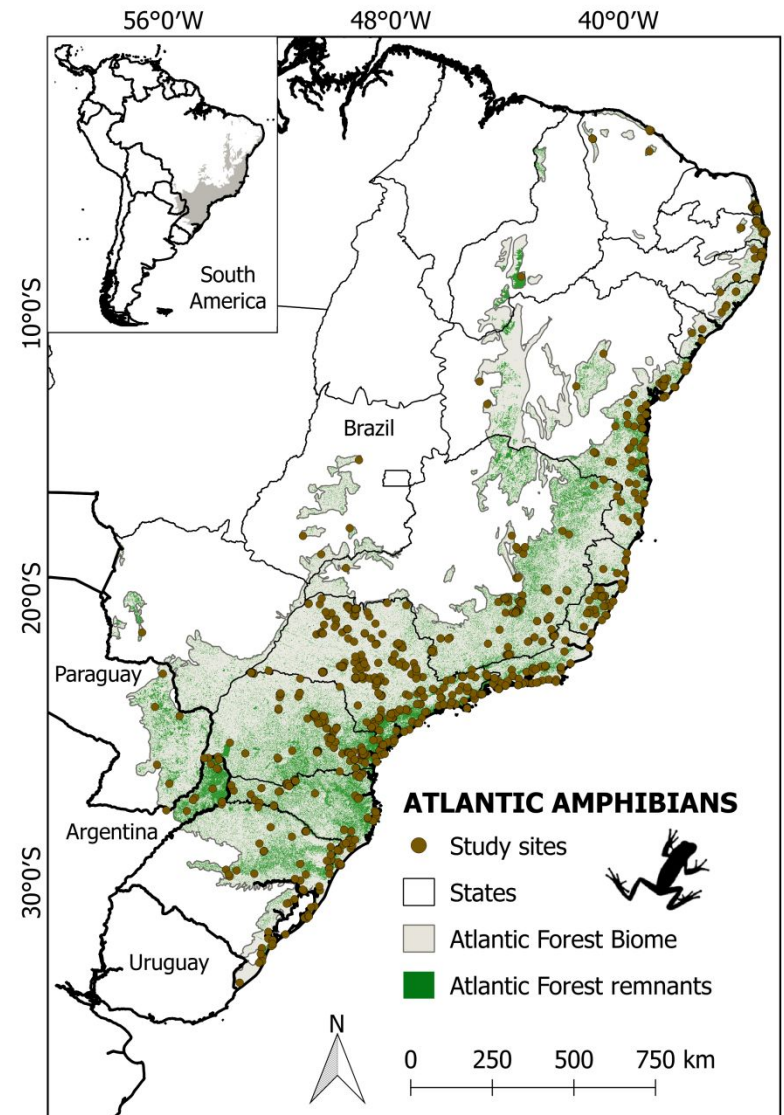 56°0′W 48°0′W 40°0′W
South
America
10°0′S
Brazil
20°0′S
Paraguay
Argentina
30°0′S
Uruguay
ATLANTIC AMPHIBIANS
Study sites
States
Atlantic Forest Biome
Atlantic Forest remnants
N
0 250 500 750 km